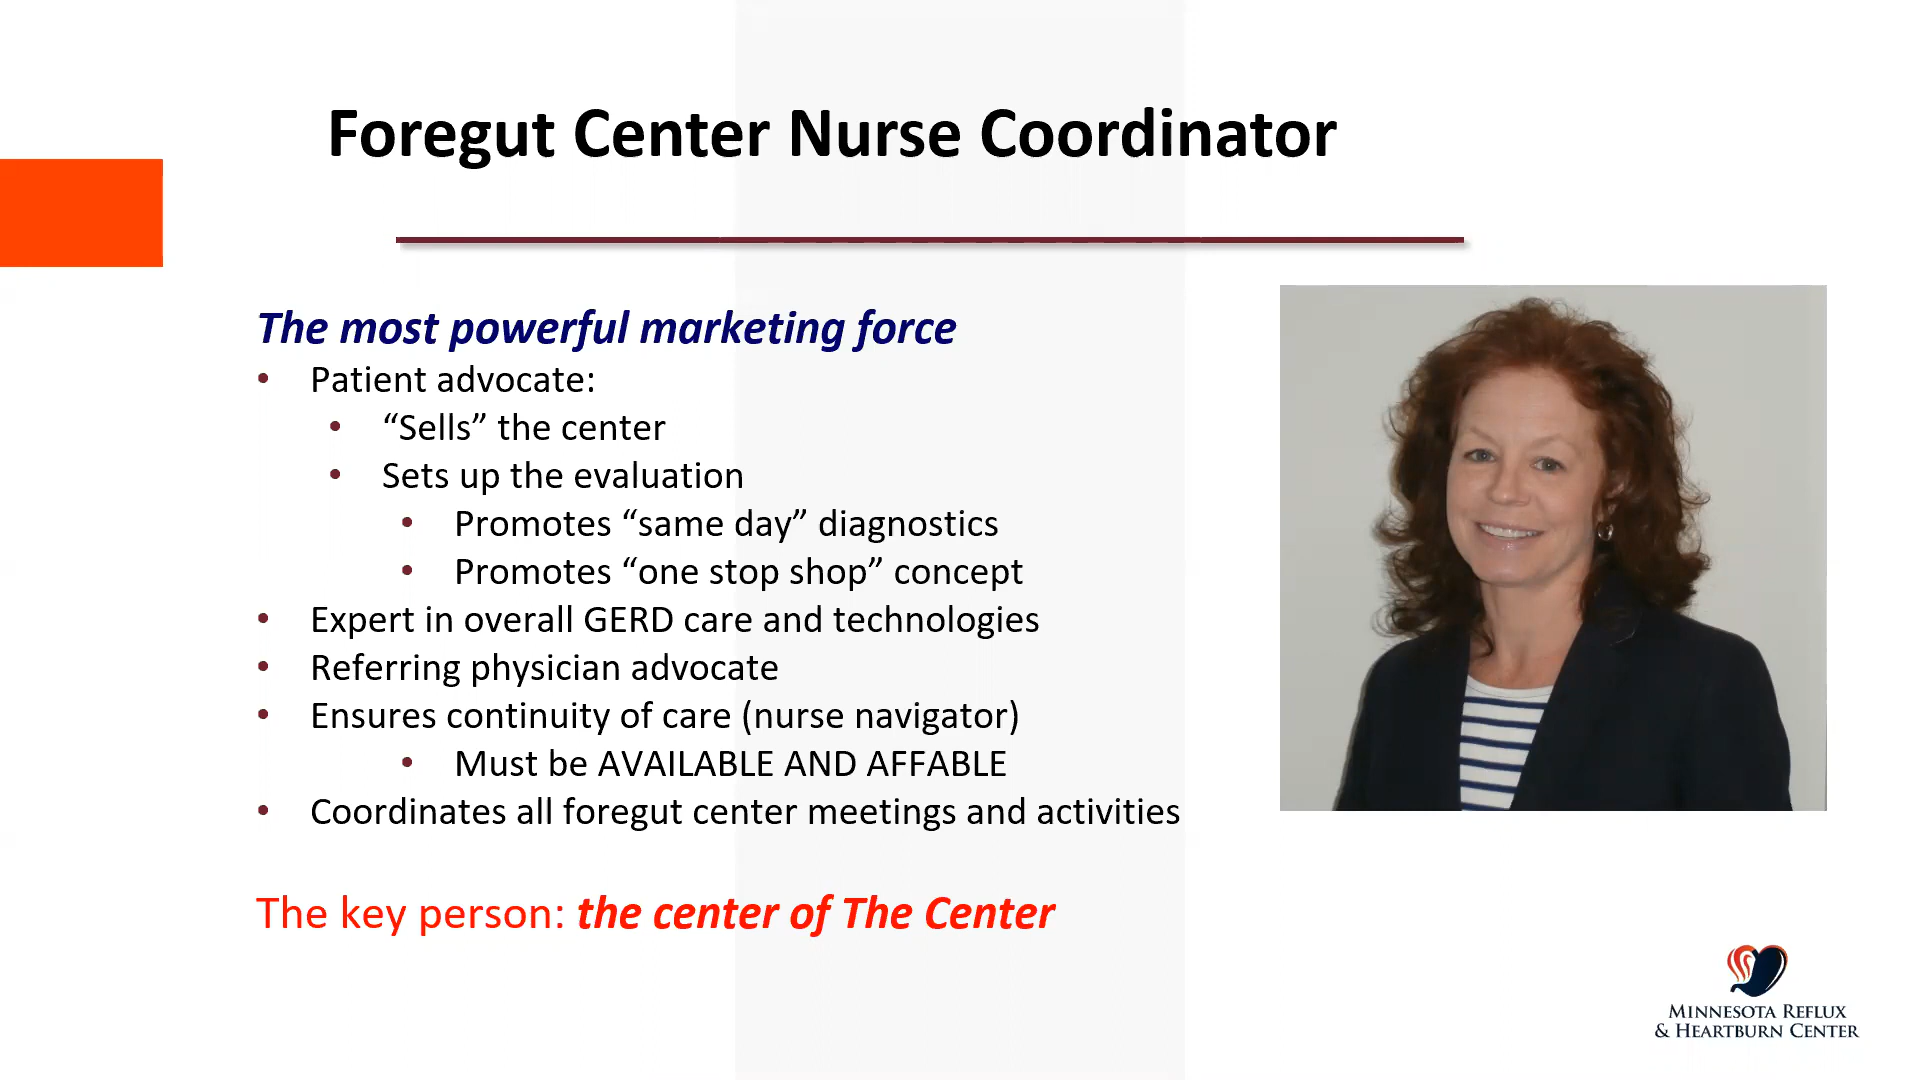 Foregut Center Nurse Coordinator
The most powerful marketing force
• Patient advocate:
• “Sells” the center
• Sets up the evaluation
• Promotes “same day” diagnostics
• Promotes “one stop shop” concept
• Expert in overall GERD care and technologies
• Referring physician advocate
• Ensures continuity of care (nurse navigator)
• Must be AVAILABLE AND AFFABLE
• Coordinates all foregut center meetings and activities
The key person: the center of The Center
MINNESOTA REFLUX
& HEARTBURN CENTER